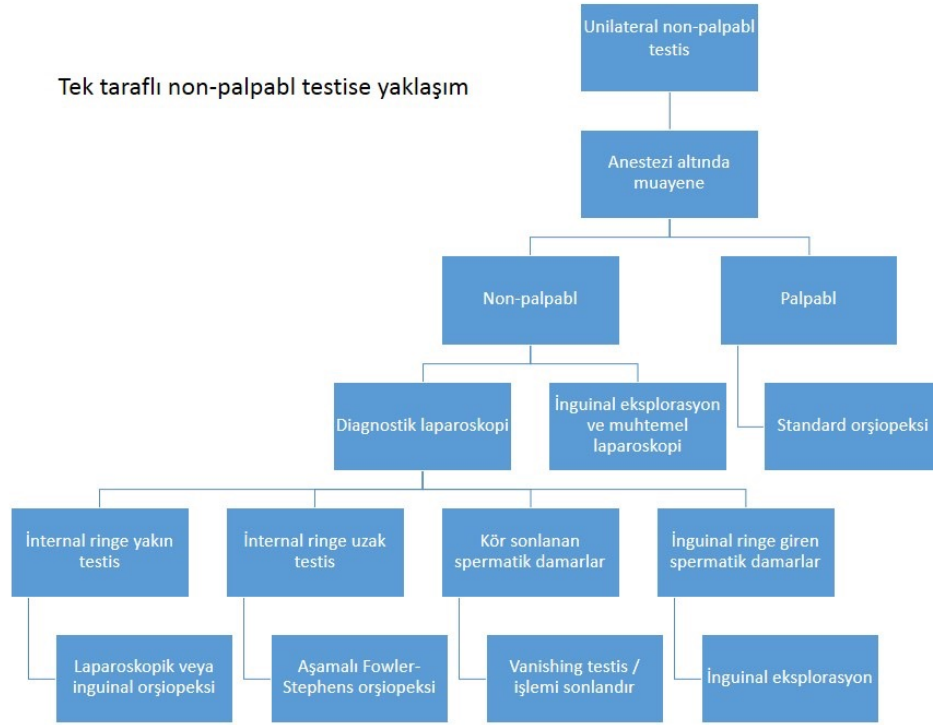 Unilateral non-palpabl
testis
Tek taraflı non-palpabl testise yaklaşım
Anestezi altında
muayene
Non-palpabl
Palpabl
Diagnostik laparoskopi
İnguinal eksplorasyon
ve muhtemel
laparoskopi
Standard orşiopeksi
İnternal ringe yakın
testis
İnternal ringe uzak
testis
Kör sonlanan
spermatik damarlar
İnguinal ringe giren
spermatik damarlar
Laparoskopik veya
inguinal orşiopeksi
Aşamalı Fowler-
Stephens orşiopeksi
Vanishing testis /
işlemi sonlandır
İnguinal eksplorasyon